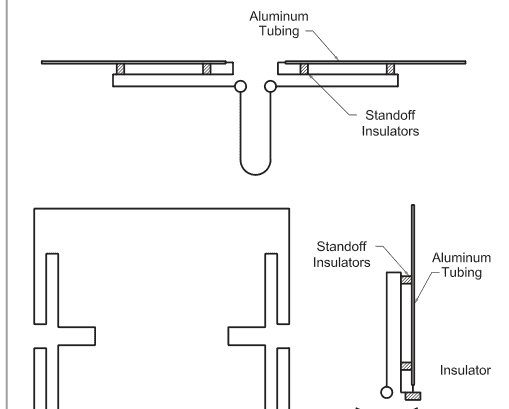 Aluminum
Tubing
Standoff
Insulators
Standoff
Insulators
Aluminum
Tubing
Insulator